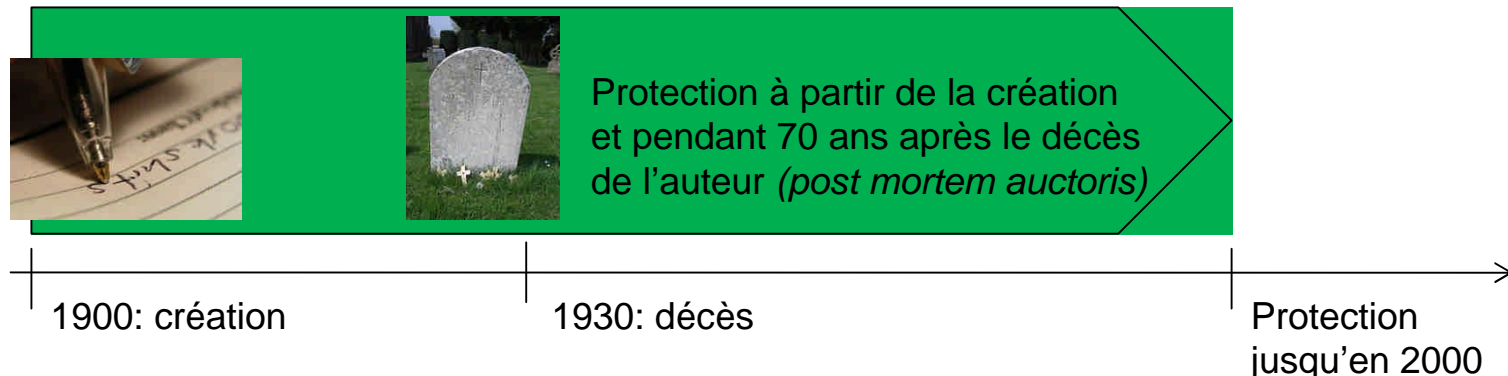 Protection à partir de la création
et pendant 70 ans après le décès
de l’auteur (post mortem auctoris)
1900: création
1930: décès
Protection
jusqu’en 2000